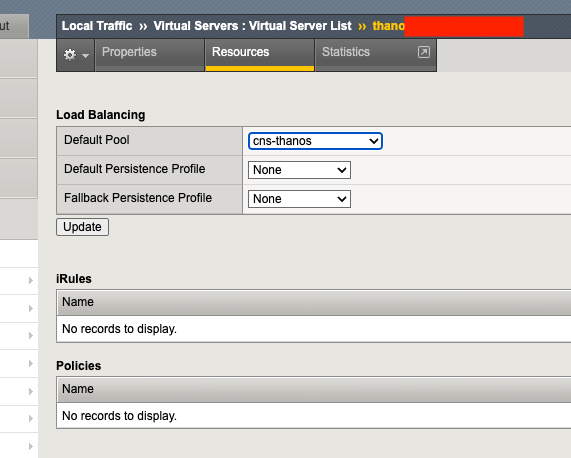 ut
Local Traffic ›› Virtual Servers : Virtual Server List ›› thano
Properties
Resources
Statistics
Load Balancing
Default Pool
cns-thanos
Default Persistence Profile
None
Fallback Persistence Profile
None
Update
iRules
Name
No records to display.
Policies
Name
No records to display.